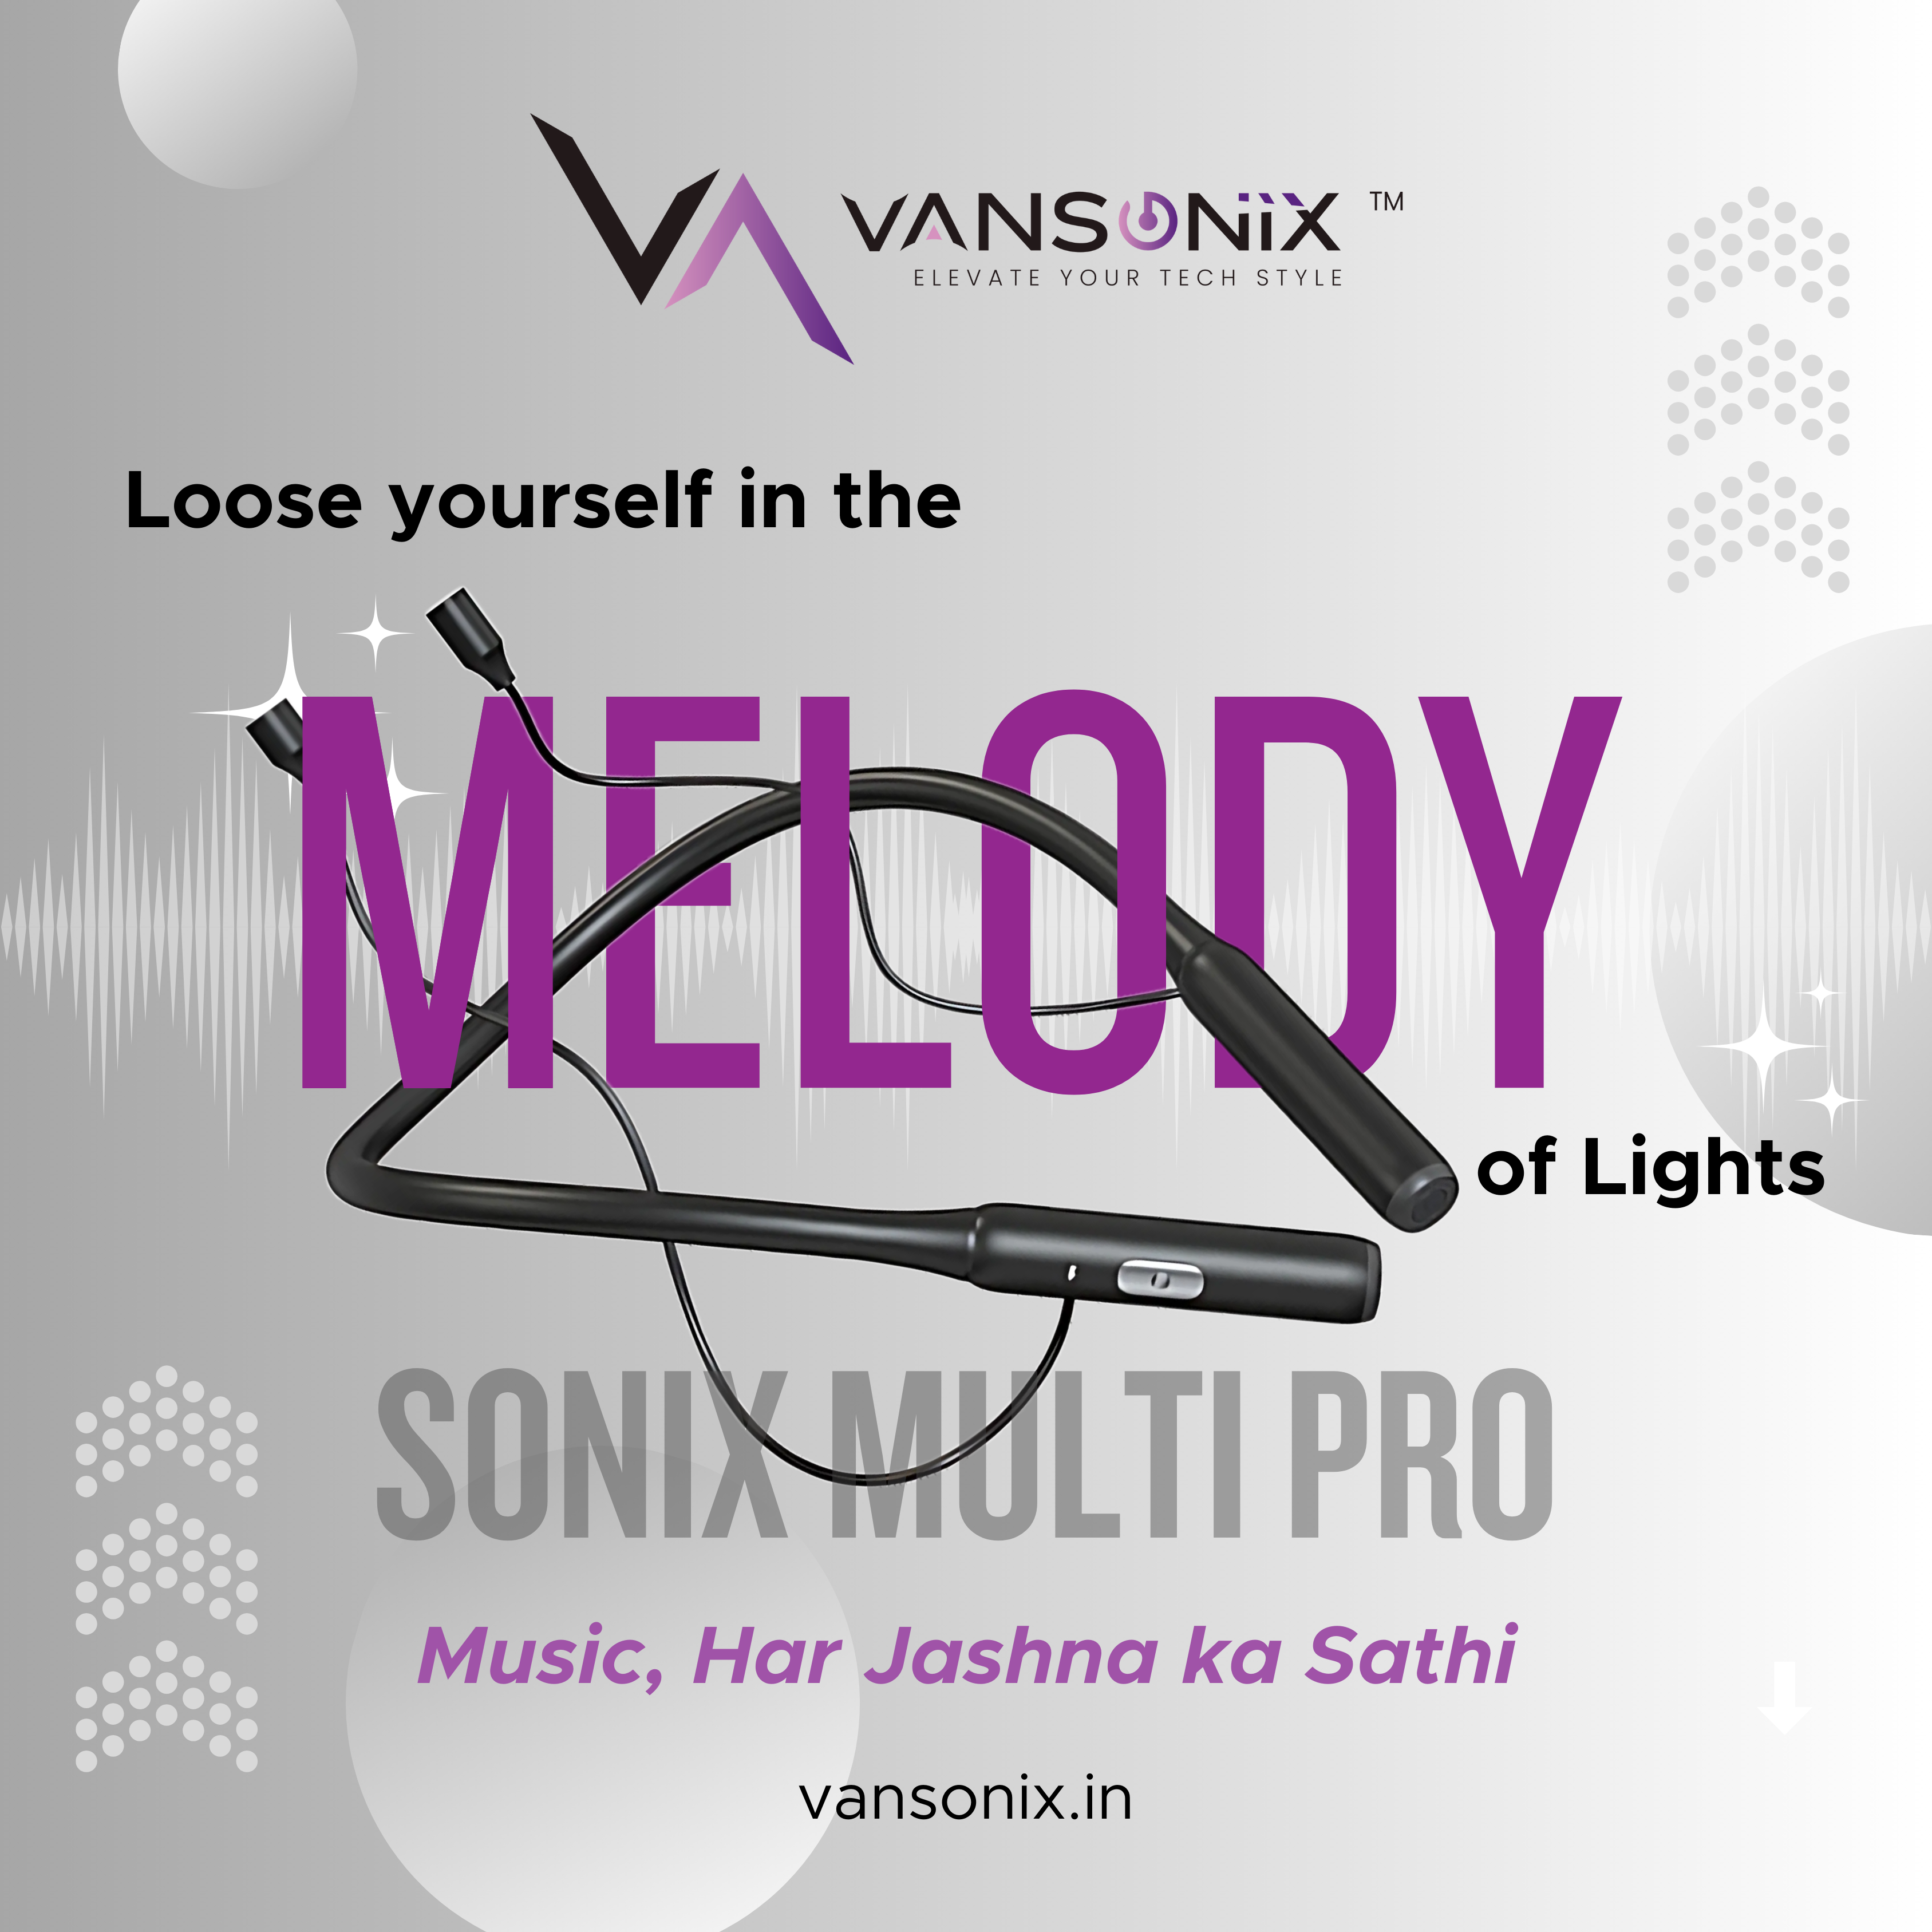 VANSONiX ™
ELEVATE YOUR TECH STYLE
Loose yourself in the
MELODY
of Lights
SONIX MULTI PRO
Music, Har Jashna ka Sathi
vansonix.in